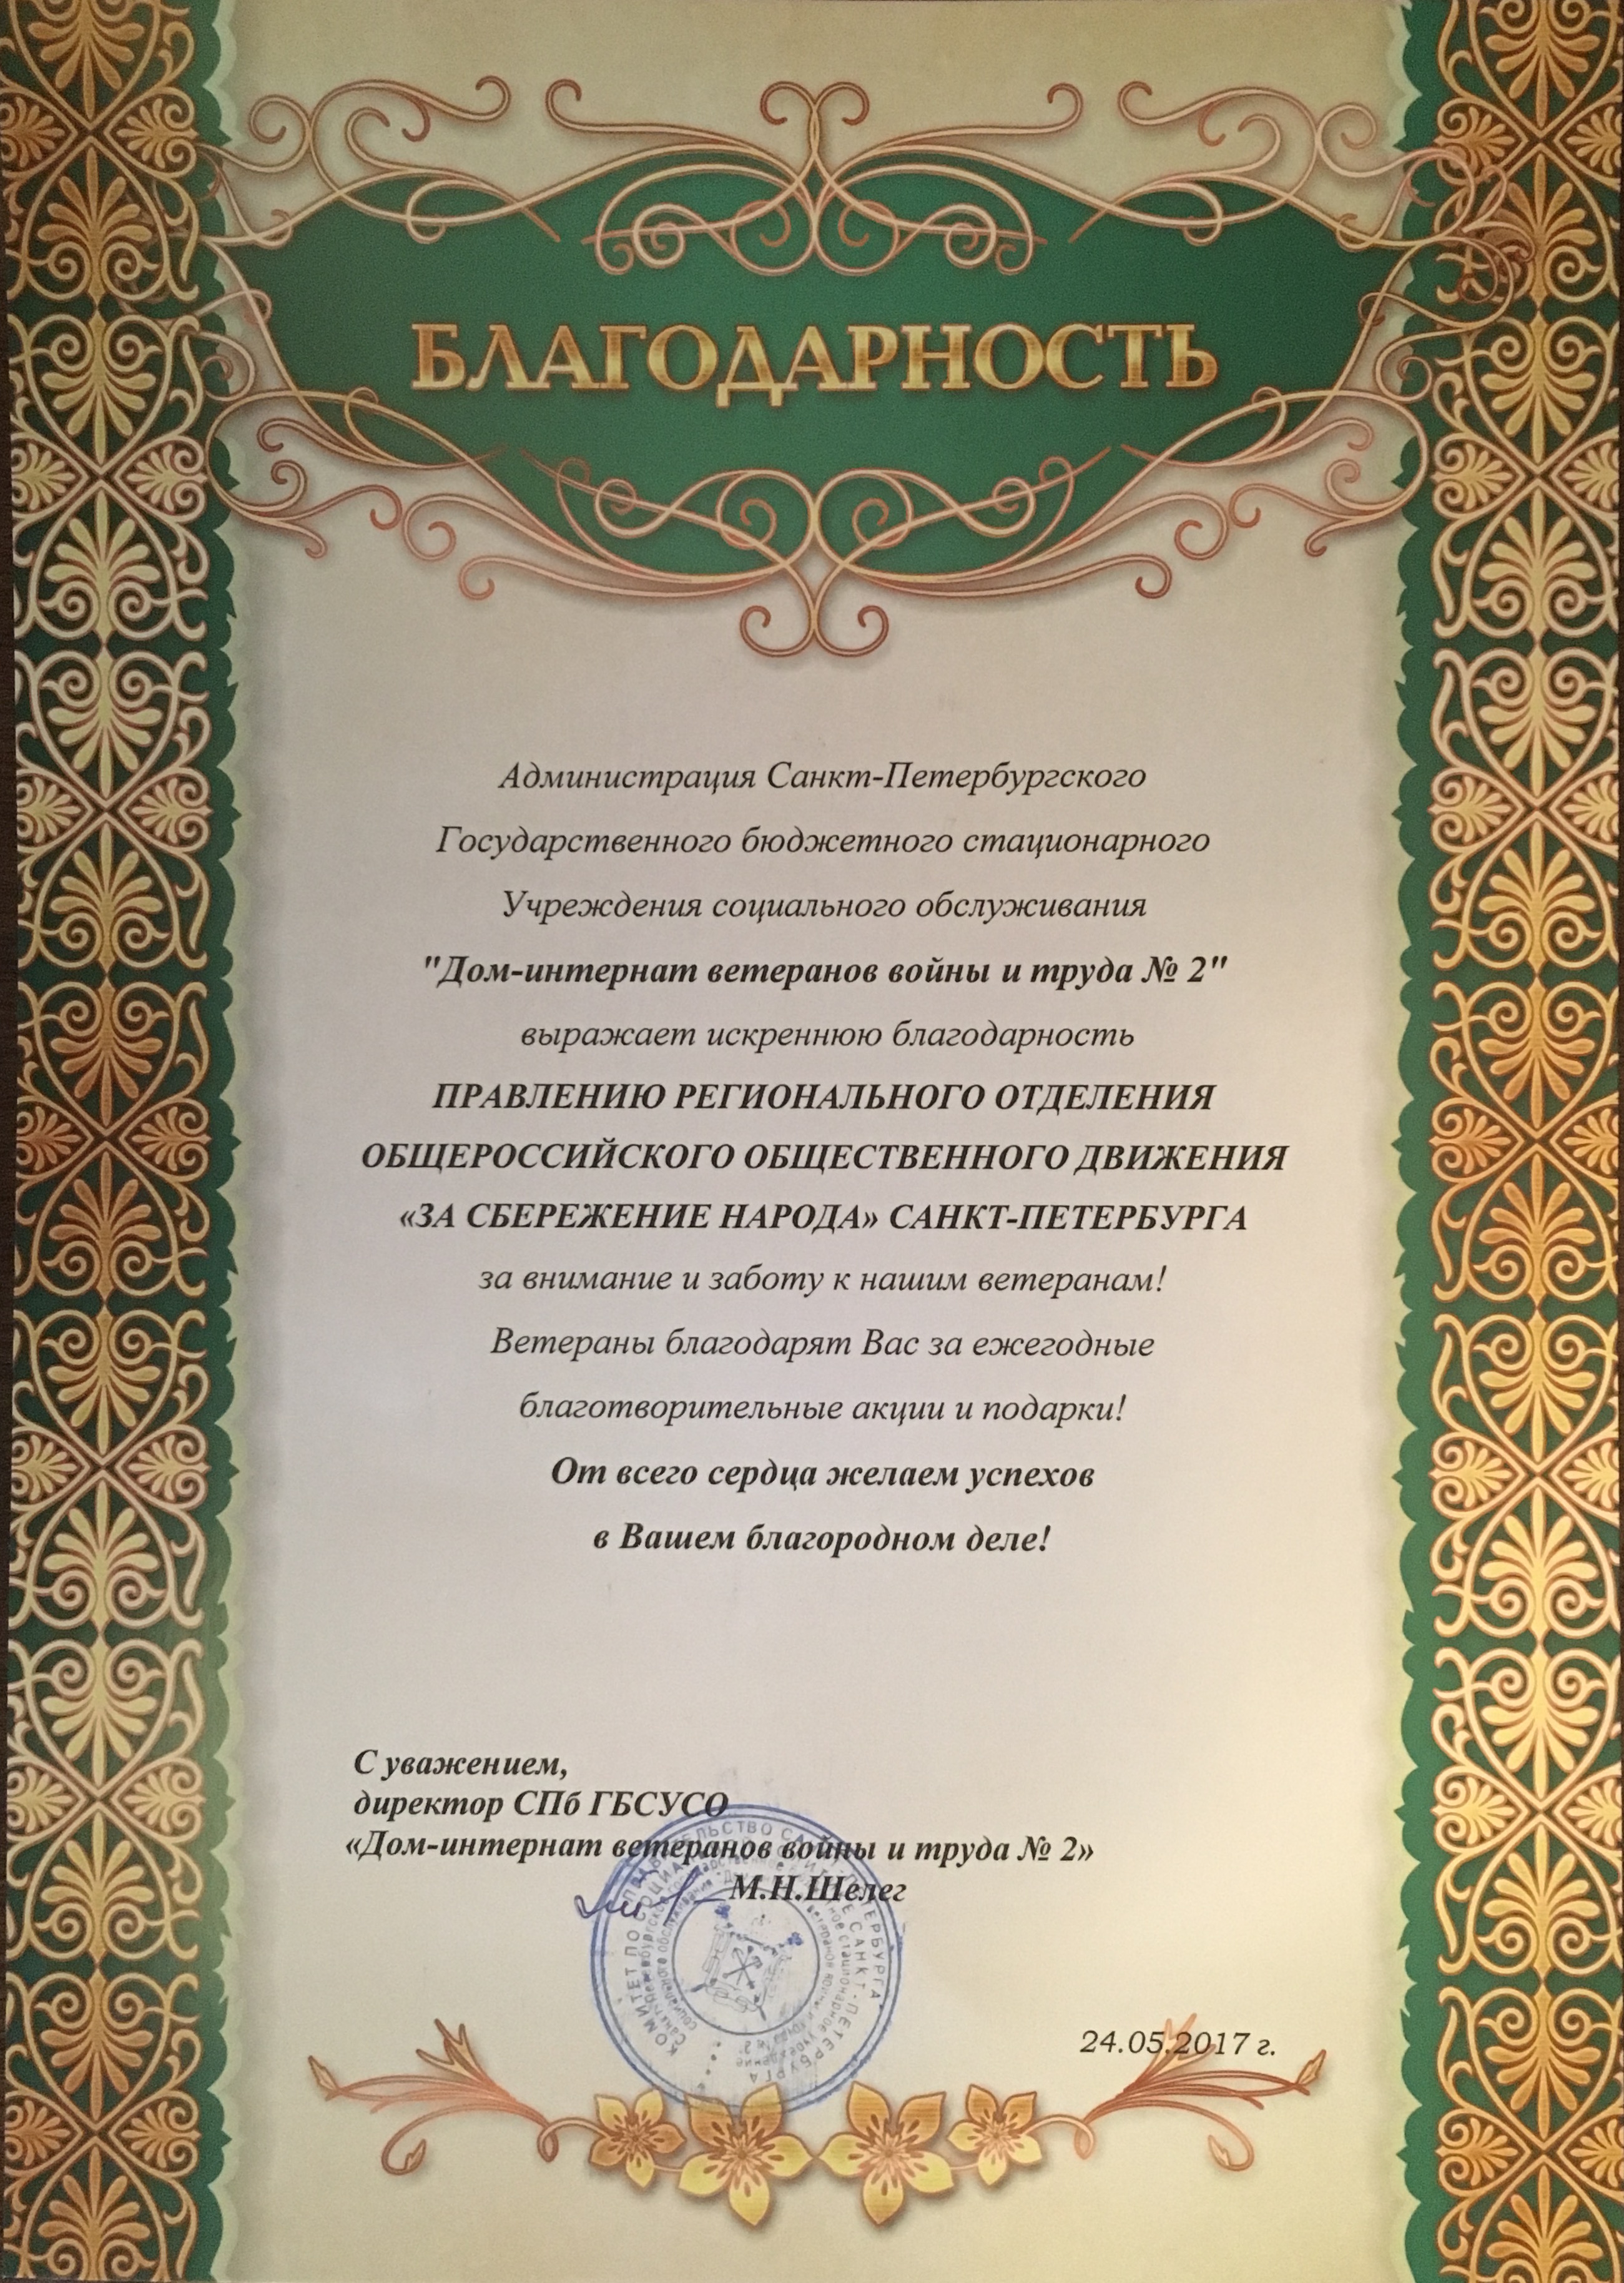 БЛАГОДАРНОСТЬ
Администрация Санкт-Петербургского
Государственного бюджетного стационарного
Учреждения социального обслуживания
"Дом-интернат ветеранов войны и труда № 2"
выражает искреннюю благодарность
ПРАВЛЕНИЮ РЕГИОНАЛЬНОГО ОТДЕЛЕНИЯ
ОБЩЕРОССИЙСКОГО ОБЩЕСТВЕННОГО ДВИЖЕНИЯ
«ЗА СБЕРЕЖЕНИЕ НАРОДА» САНКТ-ПЕТЕРБУРГА
за внимание и заботу к нашим ветеранам!
Ветераны благодарят Вас за ежегодные
благотворительные акции и подарки!
От всего сердца желаем успехов
в Вашем благородном деле!
С уважением,
директор СПб ГБСУСО
«Дом-интернат ветеранов войны и труда № 2»
М.Н.Шелег
24.05.2017 г.